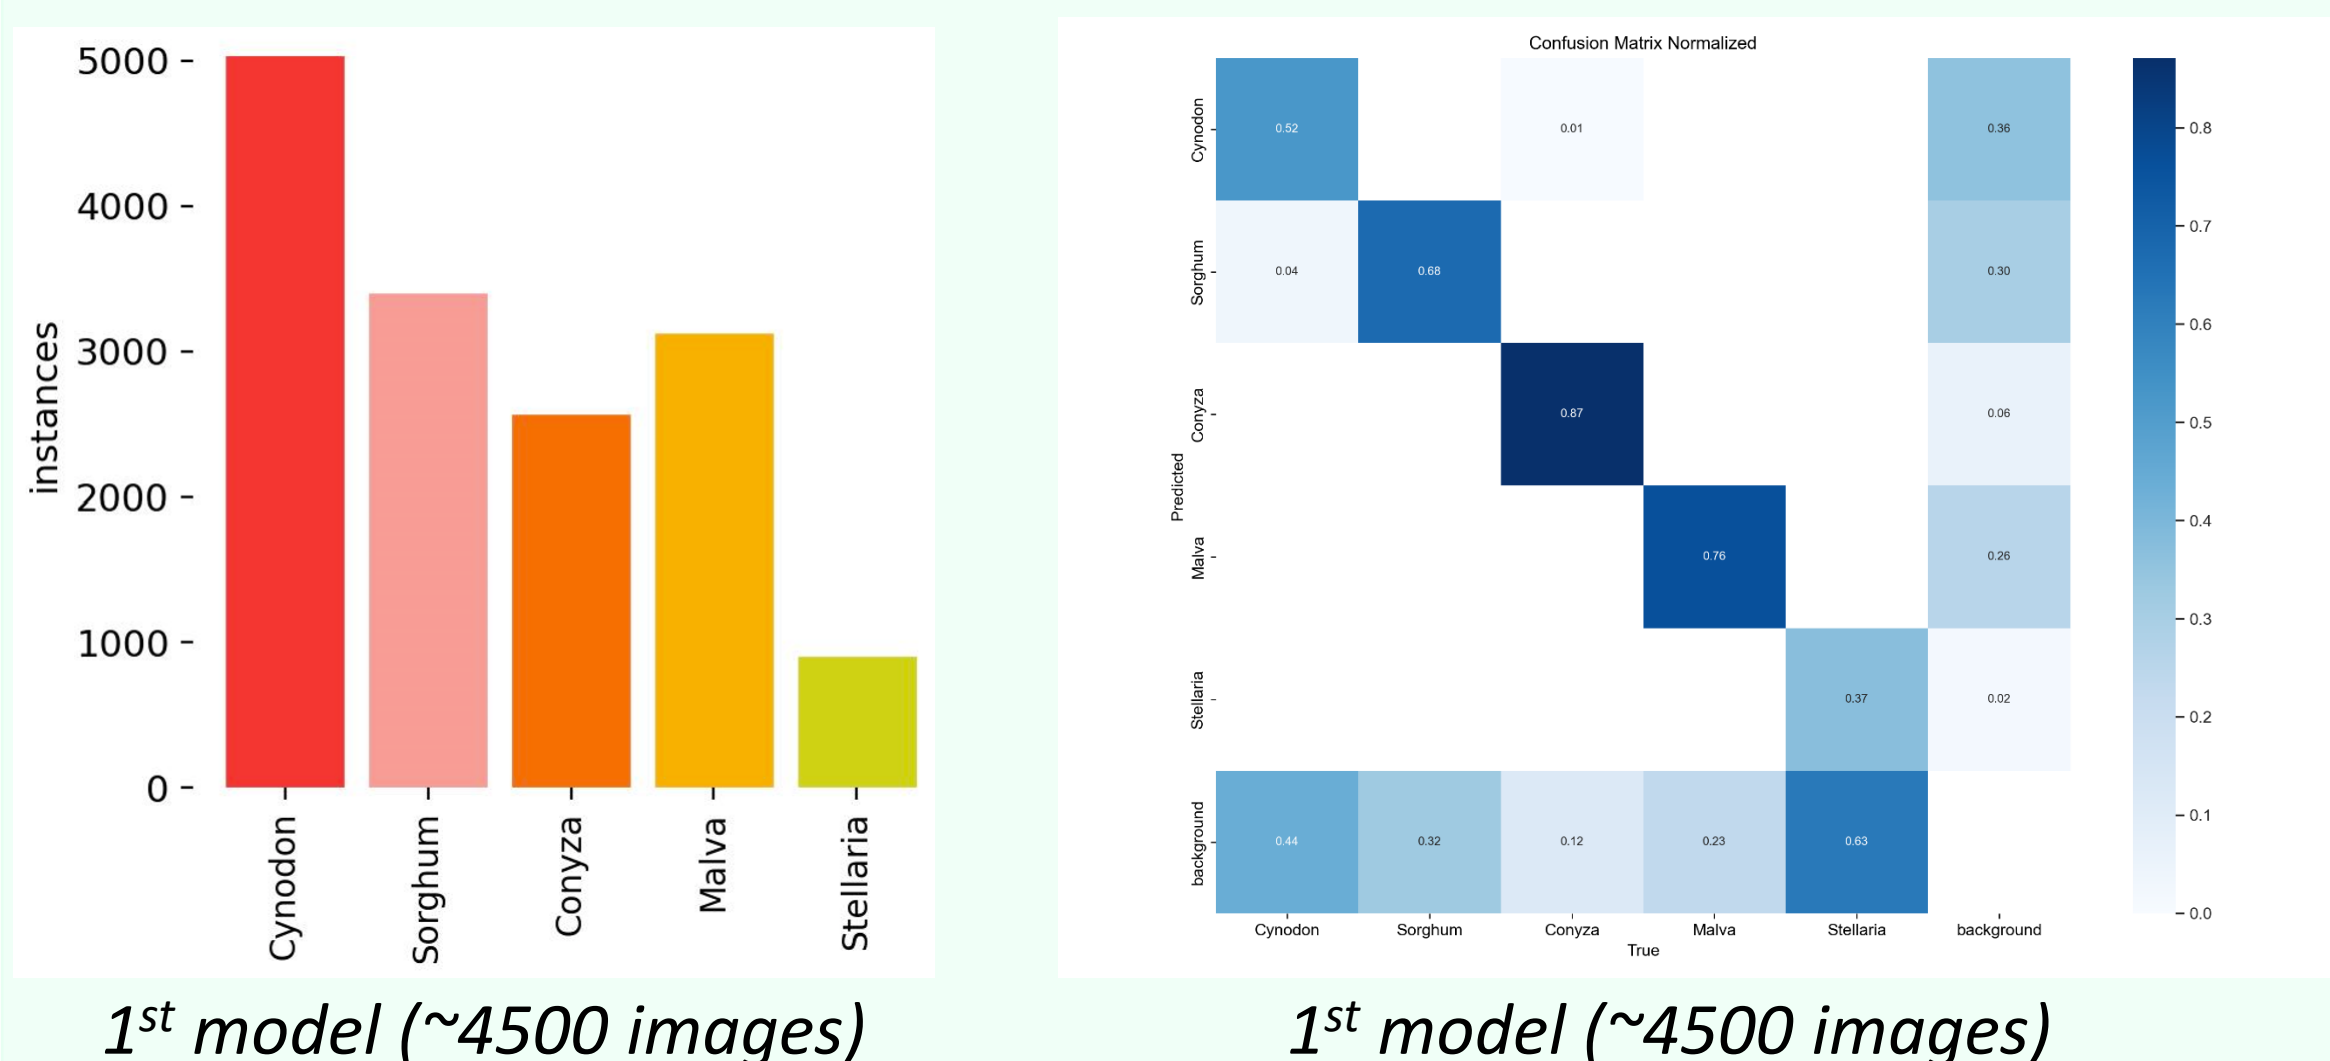 5000
4000
3000
2000
1000
0
instances
Cynodon
Sorghum
Conyza
Malva
Stellaria
1st model (~4500 images)
Confusion Matrix Normalized
Predicted
Cynodon
0.52
0.01
0.36
Sorghum
0.04
0.68
0.30
Conyza
0.87
0.06
Malva
0.76
0.26
Stellaria
0.37
0.02
background
0.44
0.32
0.12
0.23
0.63
Cynodon
Sorghum
Conyza
Malva
Stellaria
background
True
0.8
0.7
0.6
0.5
0.4
0.3
0.2
0.1
0.0
1st model (~4500 images)